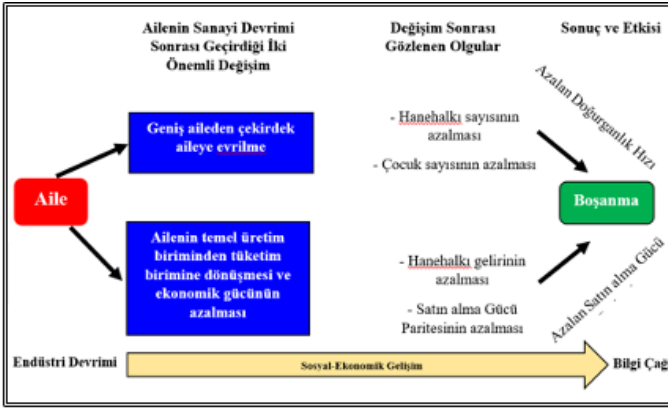 Ailenin Sanayi Devrimi
Sonrası Geçirdiği İki
Önemli Değişim
Değişim Sonrası
Gözlenen Olgular
Sonuç ve Etkisi
Geniş aileden çekirdek
aileye evrilme
- Hanehalkı sayısının
azalması
- Çocuk sayısının azalması
Azalan Doğurganlık Hızı
Aile
Boşanma
Ailenin temel üretim
biriminden tüketim
birimine dönüşmesi ve
ekonomik gücünün
azalması
- Hanehalkı gelirinin
azalması
- Satın alma Gücü
Paritesinin azalması
Azalan Satın alma Gücü
Endüstri Devrimi
Sosyal-Ekonomik Gelişim
Bilgi Çağı